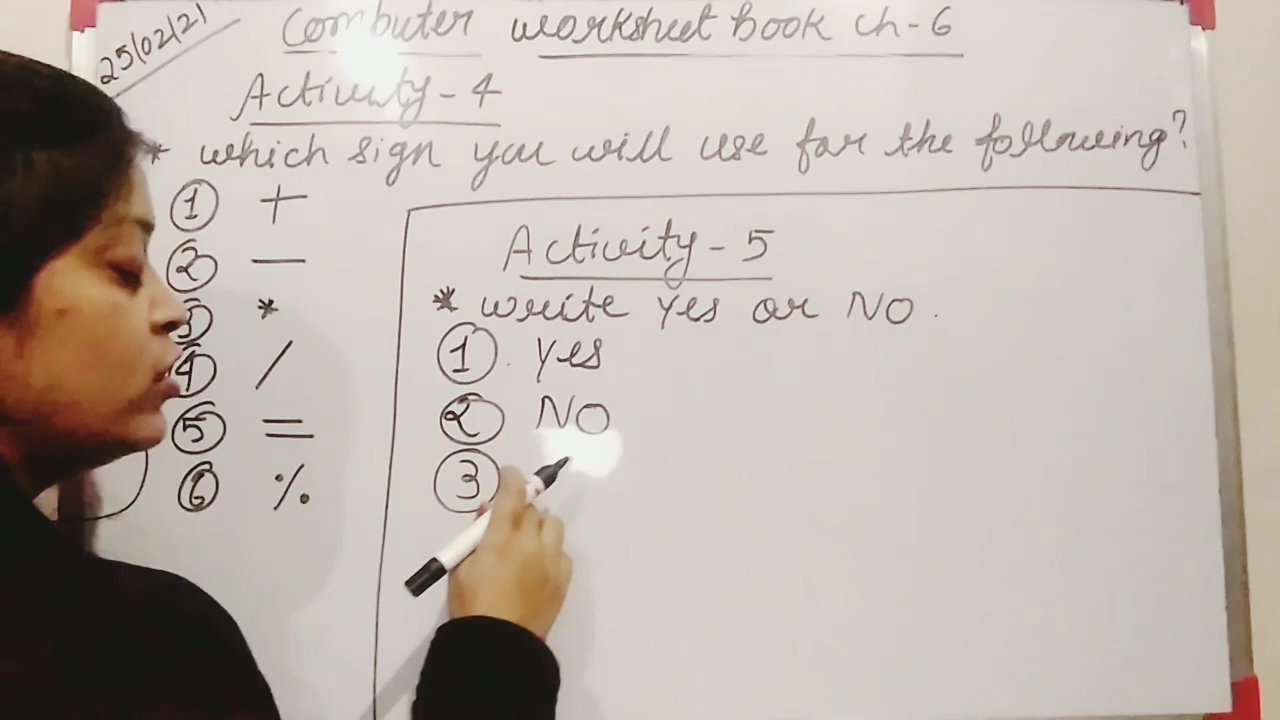 25/02/21
Computer worksheet Book Ch-6
Activity-4
* which sign you will use for the following?
① +
② —
③ *
④ /
⑤ =
⑥ %
Activity-5
* write Yes or NO.
① . Yes
② NO
③